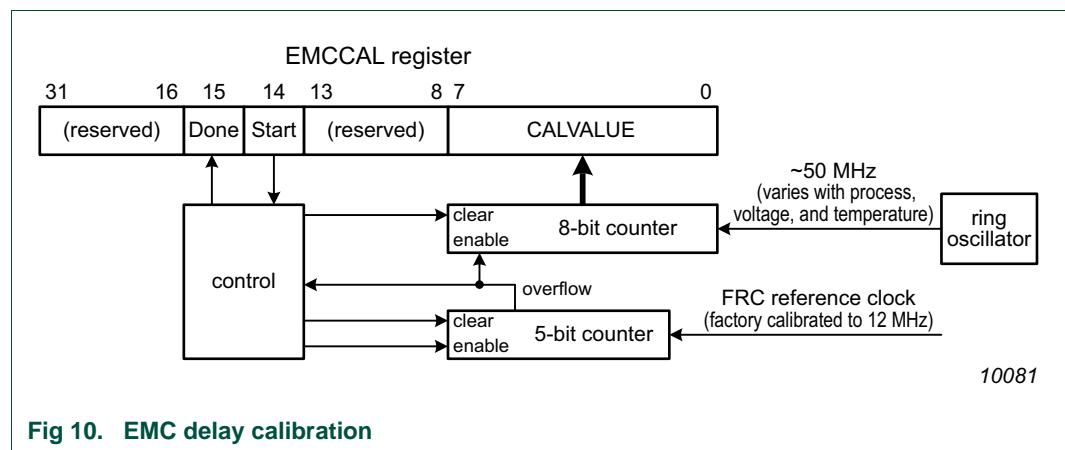 EMCCAL register
31 16 15 14 13 8 7 0
(reserved) Done Start (reserved) CALVALUE
~50 MHz
(varies with process,
voltage, and temperature)
ring
oscillator
clear
enable
8-bit counter
control
overflow
FRC reference clock
(factory calibrated to 12 MHz)
clear
enable
5-bit counter
10081
Fig 10. EMC delay calibration